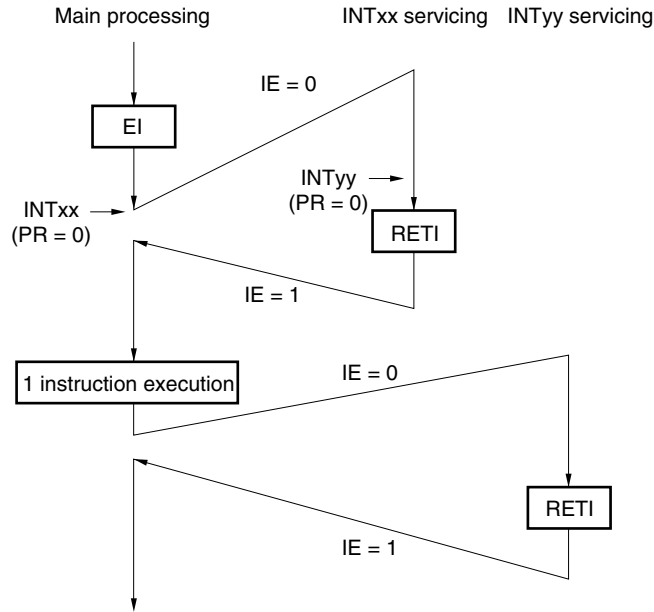 Main processing
INTxx servicing
INTyy servicing
IE = 0
EI
INTyy
(PR = 0)
INTxx
(PR = 0)
RETI
IE = 1
1 instruction execution
IE = 0
RETI
IE = 1